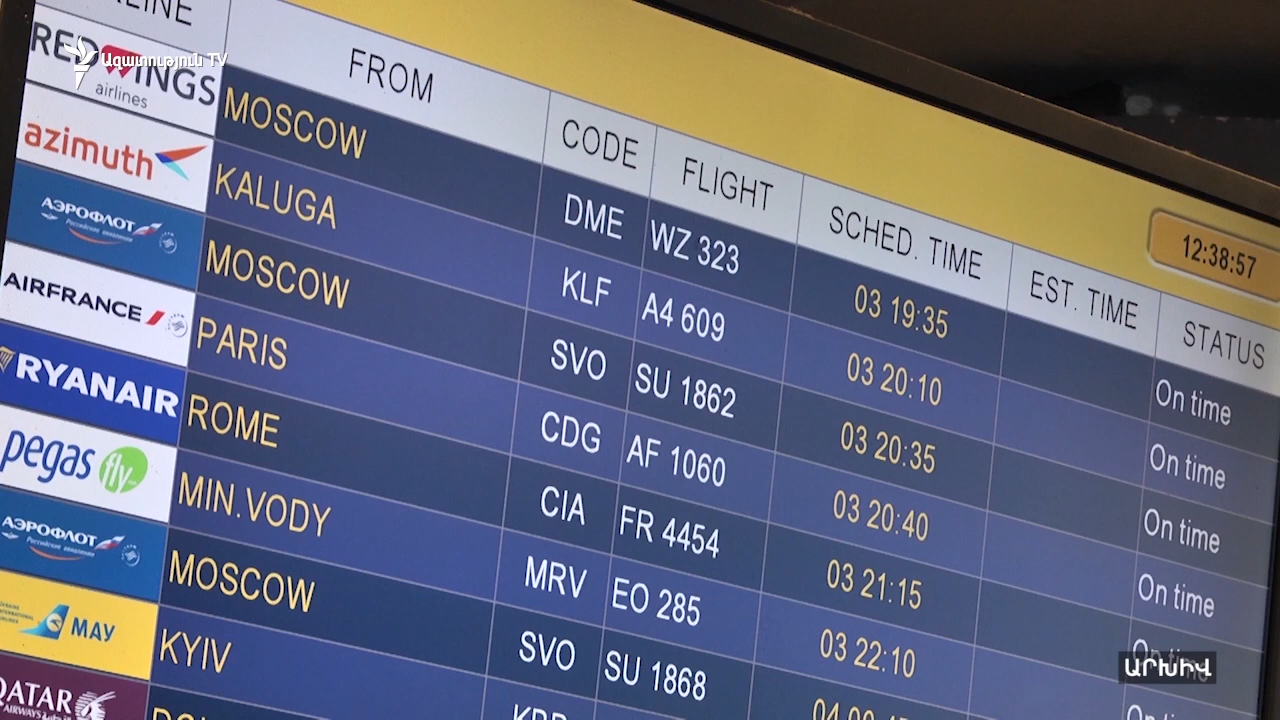 Ազատություն TV
FROM CODE FLIGHT SCHED. TIME EST. TIME STATUS
12:38:57
RED WINGS airlines MOSCOW DME WZ 323 03 19:35 On time
azimuth KALUGA KLF A4 609 03 20:10 On time
АЭРОФЛОТ Российские авиалинии MOSCOW SVO SU 1862 03 20:35 On time
AIRFRANCE PARIS CDG AF 1060 03 20:40 On time
RYANAIR ROME CIA FR 4454 03 21:15 On time
pegas fly MIN.VODY MRV EO 285 03 22:10 On time
АЭРОФЛОТ Российские авиалинии MOSCOW SVO SU 1868 04
МАУ KYIV
QATAR AIRWAYS
ԱՐԽԻՎ